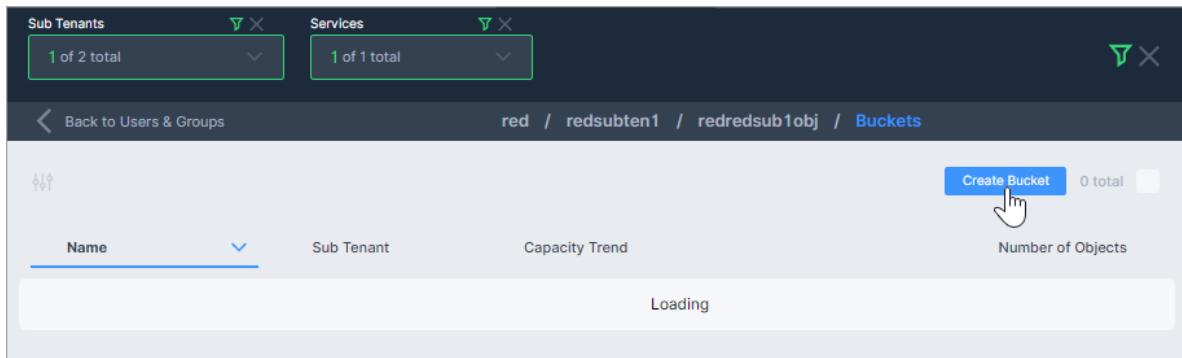 Sub Tenants
Services
1 of 2 total
1 of 1 total
Back to Users & Groups
red / redsubten1 / redredsub1obj / Buckets
Create Bucket
0 total
Name
Sub Tenant
Capacity Trend
Number of Objects
Loading